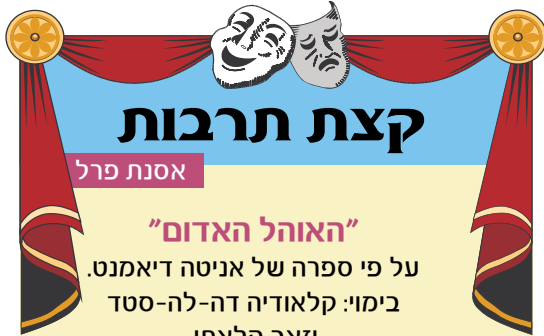 קצת תרבות
אסנת פרל
"האוהל האדום"
על פי ספרה של אניטה דיאמנט.
בימוי: קלאודיה דה-לה-סטד